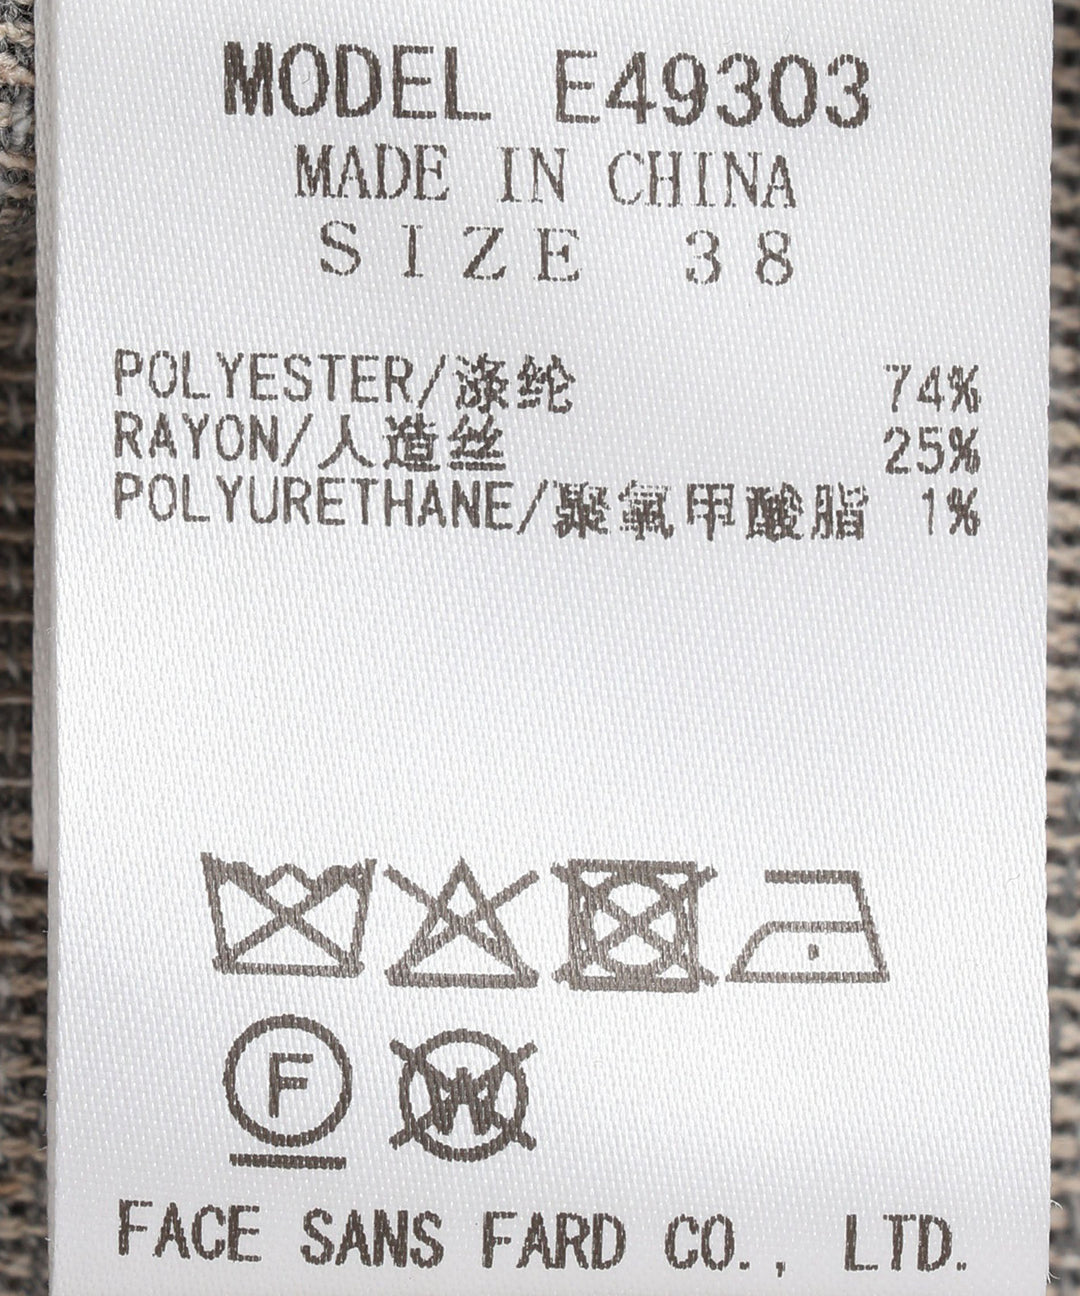 MODEL E49303
MADE IN CHINA
SIZE 38
POLYESTER/涤纶 74%
RAYON/人造丝 25%
POLYURETHANE/聚氨甲酸脂 1%
F
W
FACE SANS FARD CO., LTD.